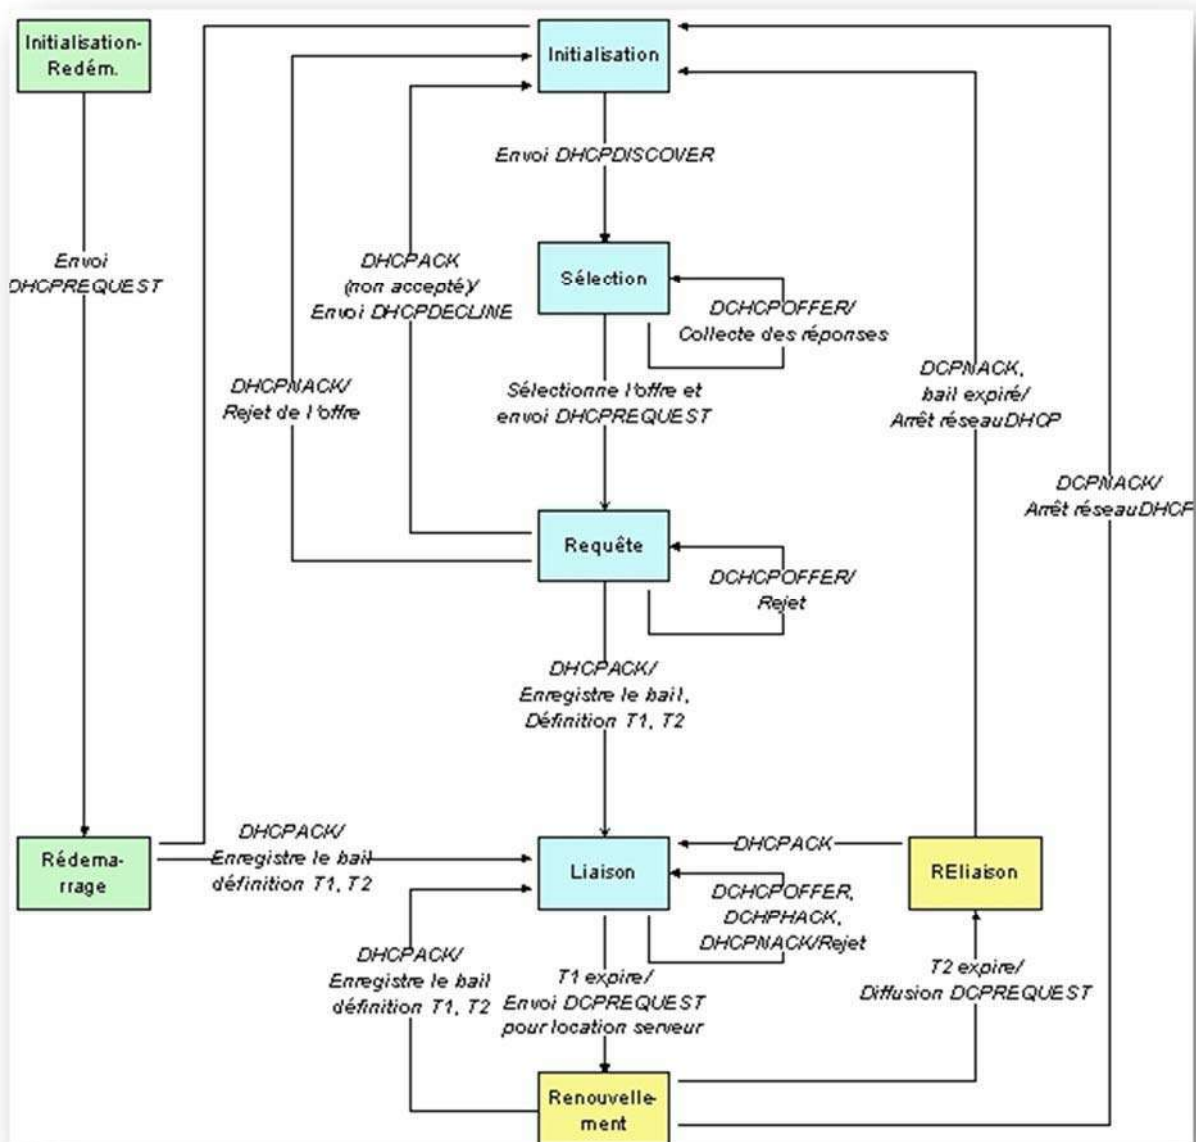 Initialisation-
Redém.
Initialisation
Envoi DHCPDISCOVER
Envoi
DHCPREQUEST
DHCPACK
(non accepté)/
Envoi DHCPDECLINE
Sélection
DCHCPOFFER/
Collecte des réponses
DHCPNACK/
Rejet de l'offre
Sélectionne l'offre et
envoi DHCPREQUEST
DCPNACK,
bail expiré/
Arrêt réseau DHCP
DCPNACK/
Arrêt réseau DHCP
Requête
DCHCPOFFER/
Rejet
DHCPACK/
Enregistre le bail,
Définition T1, T2
Rédema-
rrage
DHCPACK/
Enregistre le bail
définition T1, T2
Liaison
DHCPACK
REliaison
DCHCPOFFER,
DCHPHACK,
DHCPNACK/Rejet
DHCPACK/
Enregistre le bail
définition T1, T2
T1 expire/
Envoi DCPREQUEST
pour location serveur
T2 expire/
Diffusion DCPREQUEST
Renouvelle-
ment